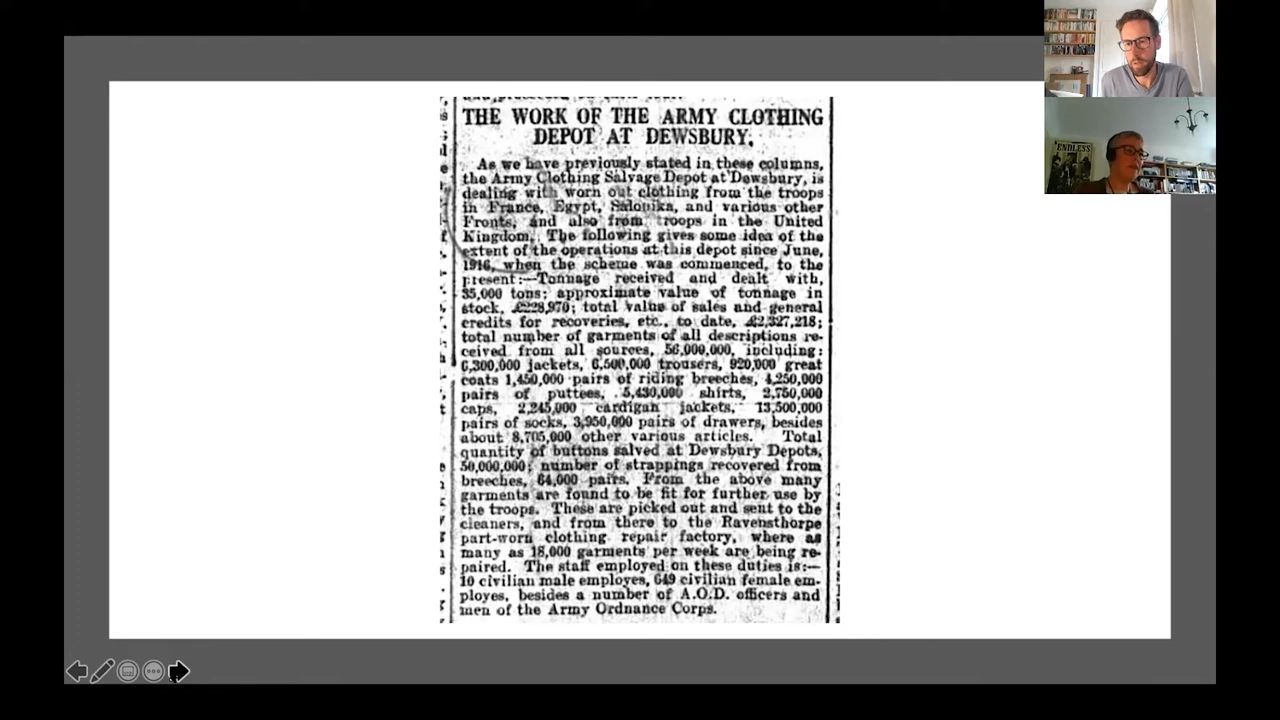 THE WORK OF THE ARMY CLOTHING
DEPOT AT DEWSBURY.
As we have previously stated in these columns,
the Army Clothing Salvage Depot at Dewsbury, is
dealing with worn out clothing from the troops
in France, Egypt, Salonika, and various other
Fronts, and also from troops in the United
Kingdom. The following gives some idea of the
extent of the operations at this depot since June,
1916, when the scheme was commenced, to the
present:—Tonnage received and dealt with,
35,000 tons; approximate value of tonnage in
stock, £228,970; total value of sales and general
credits for recoveries, etc., to date, £2,327,218;
total number of garments of all descriptions re-
ceived from all sources, 56,000,000, including:
6,300,000 jackets, 6,500,000 trousers, 920,000 great
coats 1,450,000 pairs of riding breeches, 4,250,000
pairs of puttees, 5,430,000 shirts, 2,750,000
caps, 2,245,000 cardigan jackets, 13,500,000
pairs of socks, 3,950,000 pairs of drawers, besides
about 8,705,000 other various articles. Total
quantity of buttons salved at Dewsbury Depots,
50,000,000; number of strappings recovered from
breeches, 64,000 pairs. From the above many
garments are found to be fit for further use by
the troops. These are picked out and sent to the
cleaners, and from there to the Ravensthorpe
part-worn clothing repair factory, where as
many as 18,000 garments per week are being re-
paired. The staff employed on these duties is:—
10 civilian male employes, 649 civilian female em-
ployes, besides a number of A.O.D. officers and
men of the Army Ordnance Corps.
ENDLESS